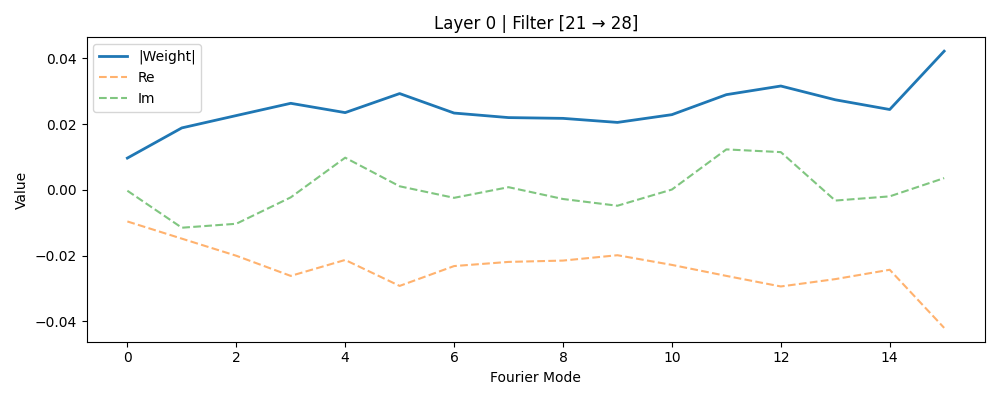 Layer 0 | Filter [21 → 28]
|Weight|
Re
Im
0.04
0.02
0.00
−0.02
−0.04
Value
0 2 4 6 8 10 12 14
Fourier Mode